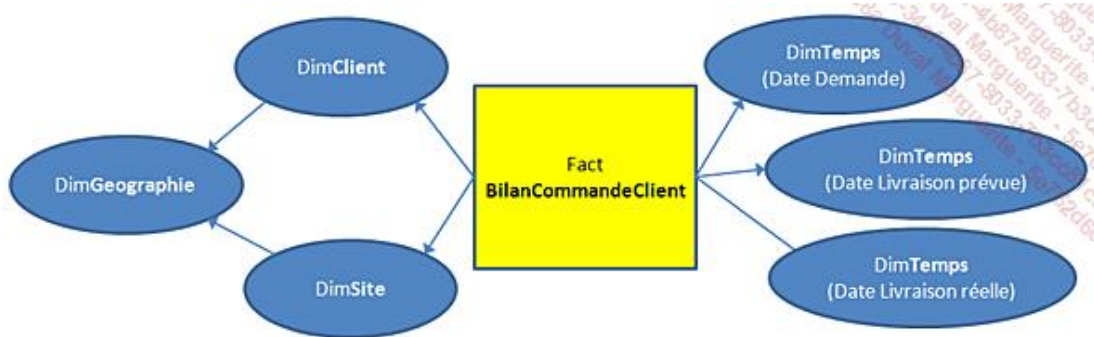 DimClient
DimGeographie
DimSite
Fact
BilanCommandeClient
DimTemps
(Date Demande)
DimTemps
(Date Livraison prévue)
DimTemps
(Date Livraison réelle)